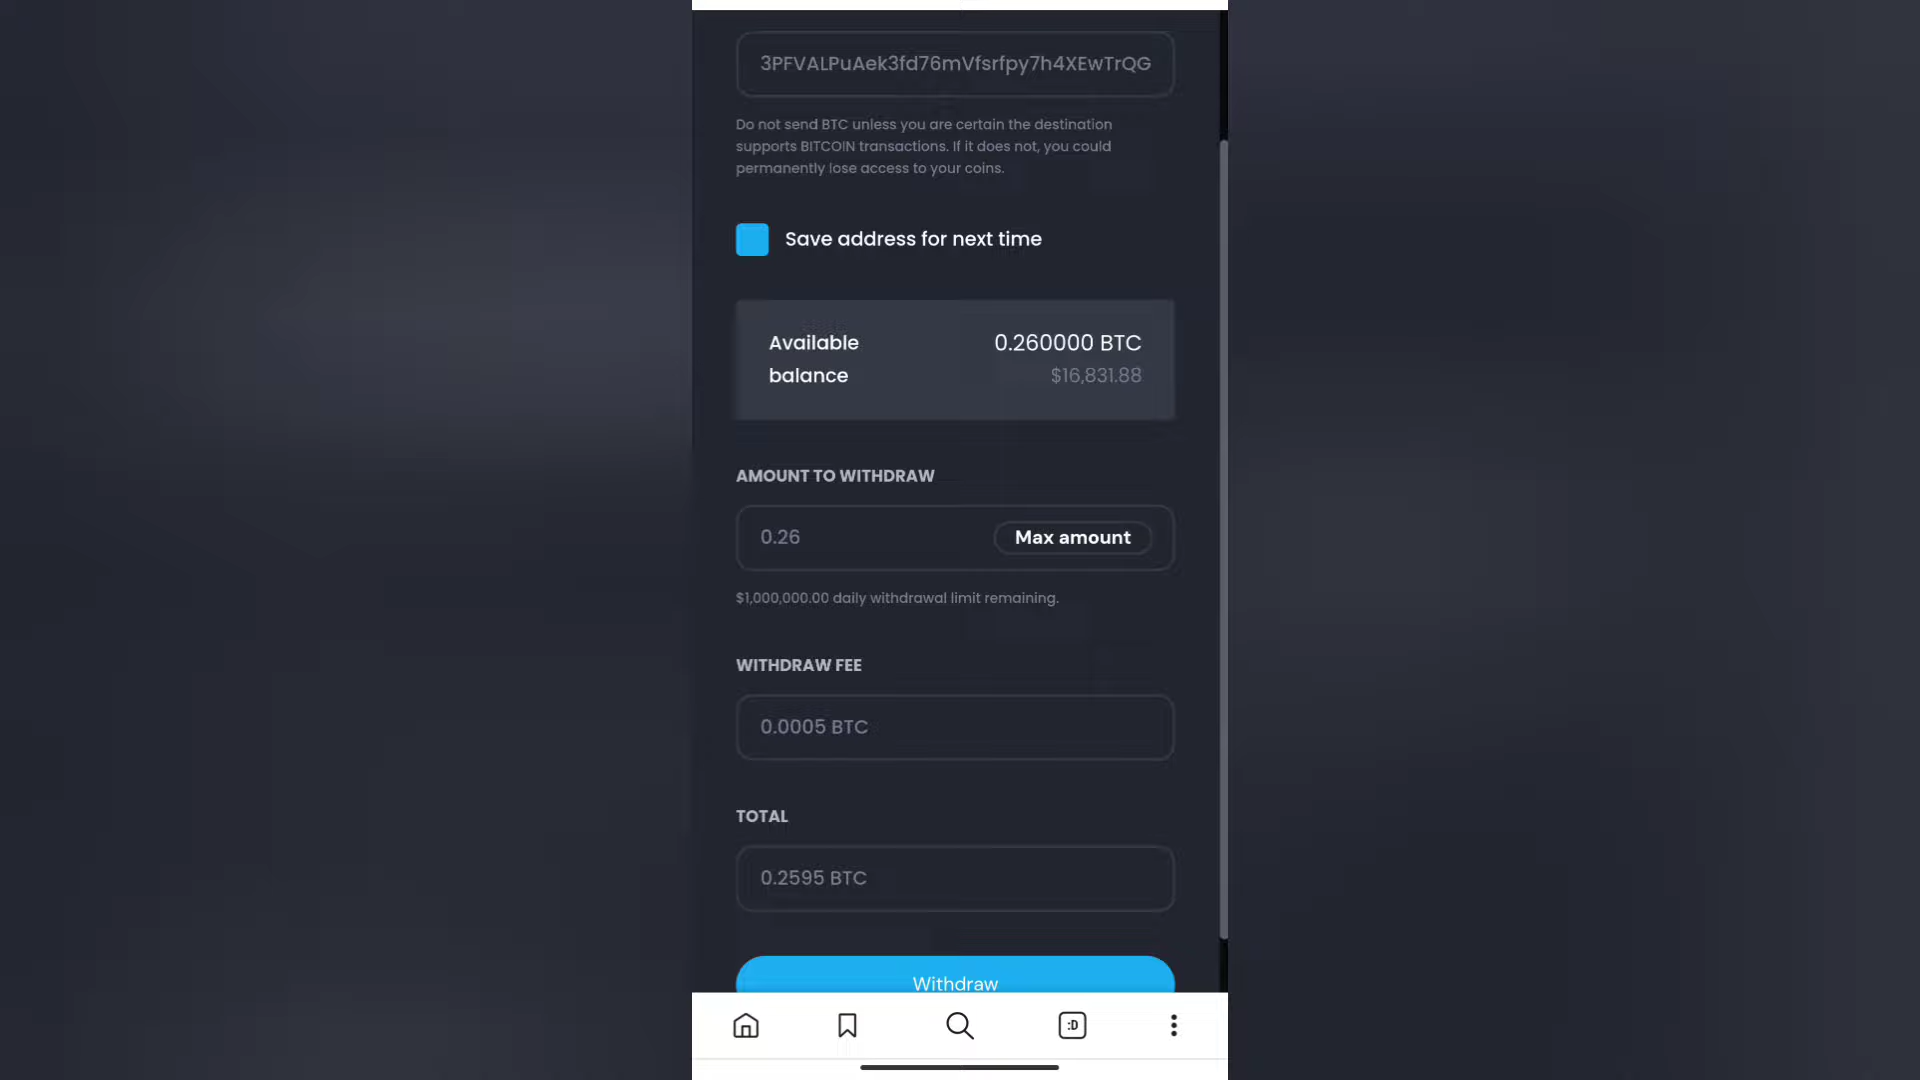 3PFVALPuAek3fd76mVfsrfpy7h4XEwTrQG
Do not send BTC unless you are certain the destination
supports BITCOIN transactions. If it does not, you could
permanently lose access to your coins.
Save address for next time
Available
balance
0.260000 BTC
$16,831.88
AMOUNT TO WITHDRAW
0.26
Max amount
$1,000,000.00 daily withdrawal limit remaining.
WITHDRAW FEE
0.0005 BTC
TOTAL
0.2595 BTC
Withdraw
:D